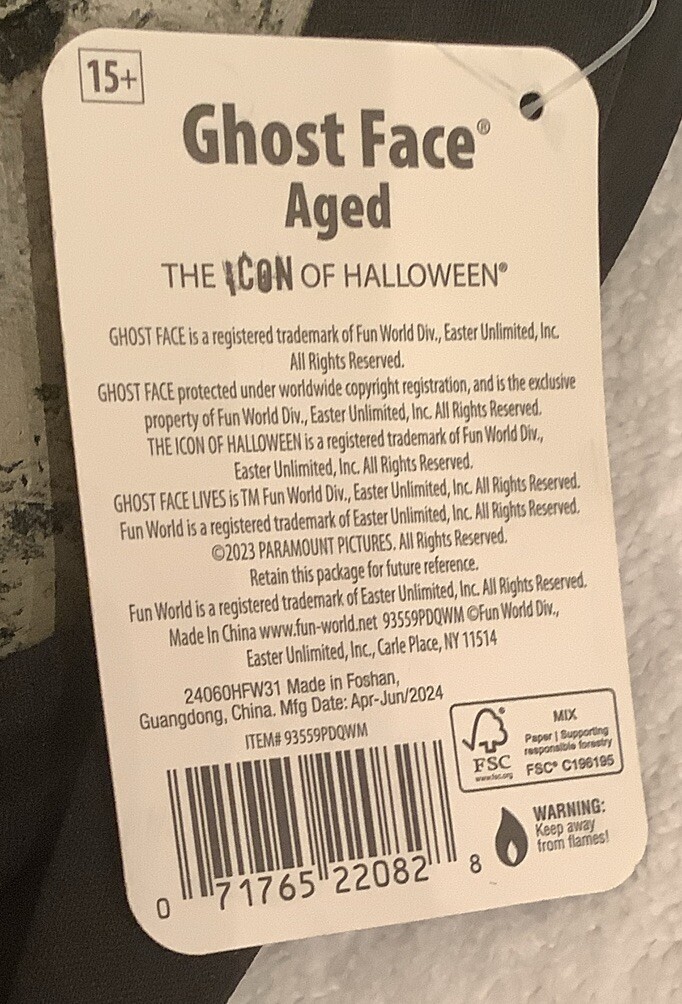 15+
Ghost Face®
Aged
THE ICON OF HALLOWEEN®
GHOST FACE is a registered trademark of Fun World Div., Easter Unlimited, Inc.
All Rights Reserved.
GHOST FACE protected under worldwide copyright registration, and is the exclusive
property of Fun World Div., Easter Unlimited, Inc. All Rights Reserved.
THE ICON OF HALLOWEEN is a registered trademark of Fun World Div.,
Easter Unlimited, Inc. All Rights Reserved.
GHOST FACE LIVES is TM Fun World Div., Easter Unlimited, Inc. All Rights Reserved.
Fun World is a registered trademark of Easter Unlimited, Inc. All Rights Reserved.
©2023 PARAMOUNT PICTURES. All Rights Reserved.
Retain this package for future reference.
Fun World is a registered trademark of Easter Unlimited, Inc. All Rights Reserved.
Made In China www.fun-world.net 93559PDQWM ©Fun World Div.,
Easter Unlimited, Inc., Carle Place, NY 11514
24060HFW31 Made in Foshan,
Guangdong, China. Mfg Date: Apr-Jun/2024
ITEM# 93559PDQWM
FSC
www.fsc.org
MIX
Paper | Supporting
responsible forestry
FSC® C196195
WARNING:
Keep away
from flames!
0 71765 22082 8